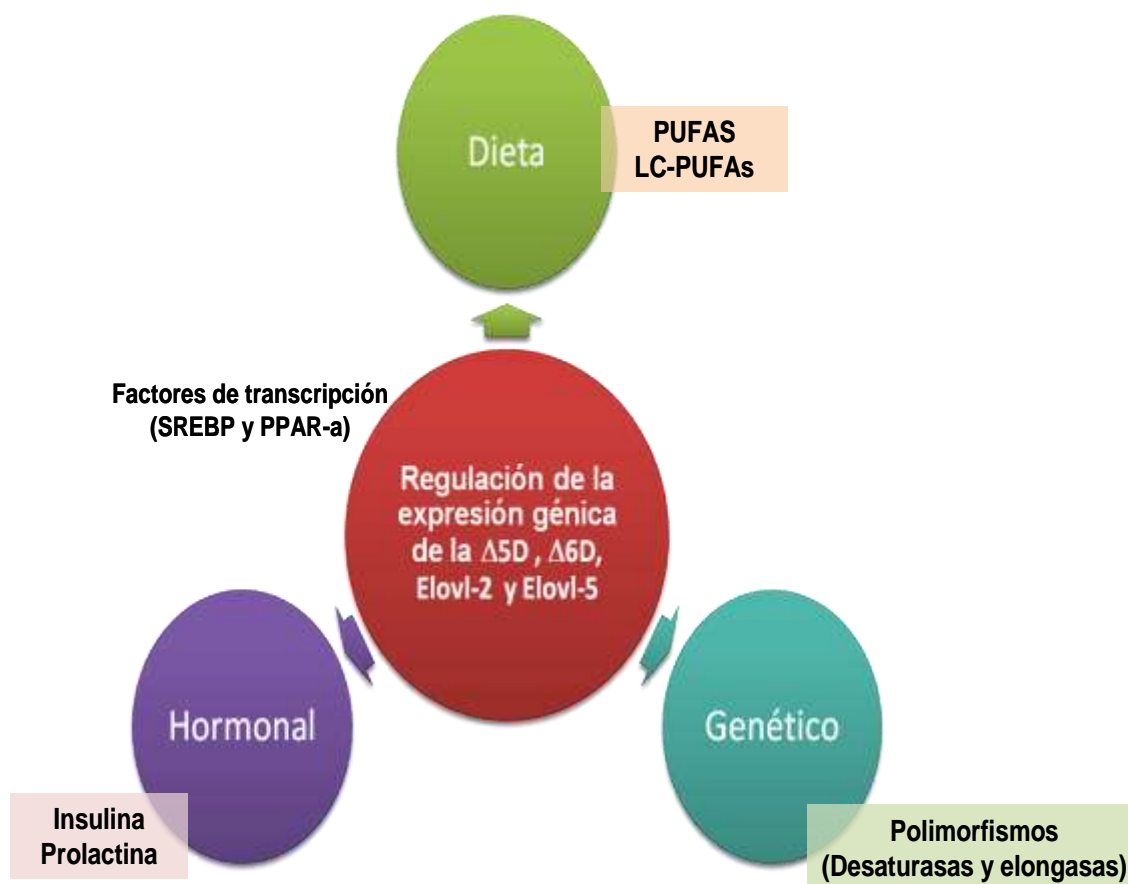 Dieta
PUFAS
LC-PUFAs
Factores de transcripción
(SREBP y PPAR-a)
Regulación de la
expresión génica
de la Δ5D , Δ6D,
Elovl-2 y Elovl-5
Hormonal
Insulina
Prolactina
Genético
Polimorfismos
(Desaturasas y elongasas)